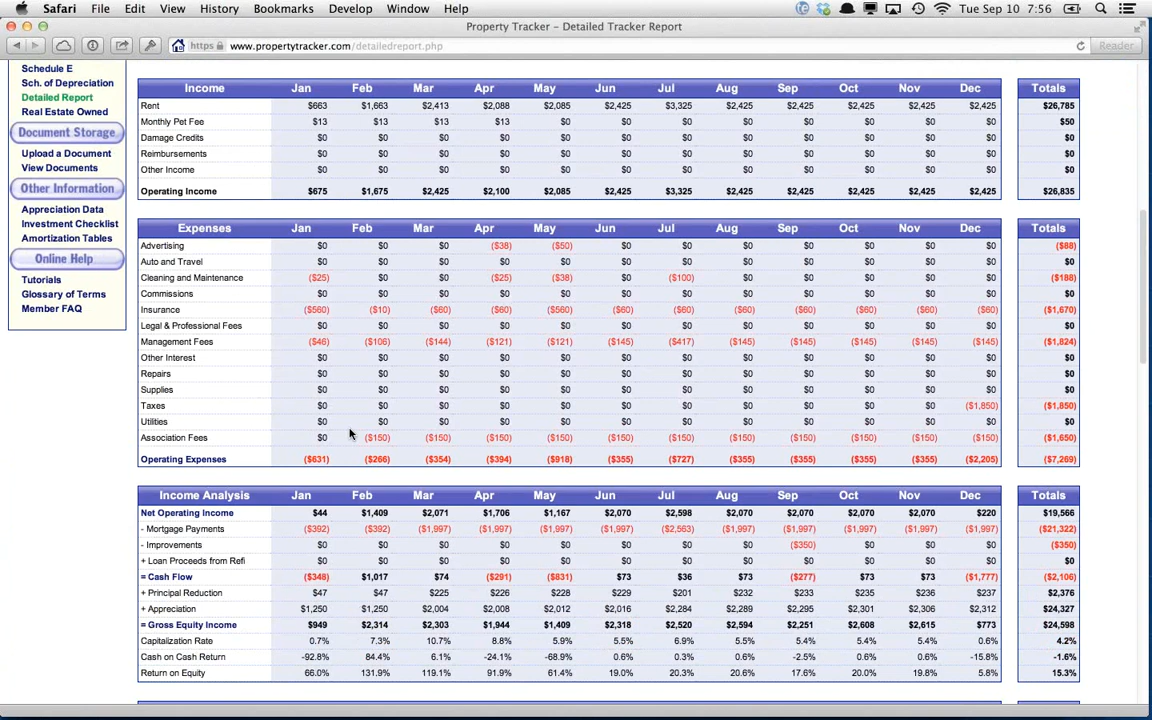 Safari File Edit View History Bookmarks Develop Window Help Tue Sep 10 7:56
Property Tracker – Detailed Tracker Report
https www.propertytracker.com/detailedreport.php Reader
Schedule E
Sch. of Depreciation
Detailed Report
Real Estate Owned
Document Storage
Upload a Document
View Documents
Other Information
Appreciation Data
Investment Checklist
Amortization Tables
Online Help
Tutorials
Glossary of Terms
Member FAQ
Income Jan Feb Mar Apr May Jun Jul Aug Sep Oct Nov Dec Totals
Rent $663 $1,663 $2,413 $2,088 $2,085 $2,425 $3,325 $2,425 $2,425 $2,425 $2,425 $2,425 $26,785
Monthly Pet Fee $13 $13 $13 $13 $0 $0 $0 $0 $0 $0 $0 $0 $50
Damage Credits $0 $0 $0 $0 $0 $0 $0 $0 $0 $0 $0 $0 $0
Reimbursements $0 $0 $0 $0 $0 $0 $0 $0 $0 $0 $0 $0 $0
Other Income $0 $0 $0 $0 $0 $0 $0 $0 $0 $0 $0 $0 $0
Operating Income $675 $1,675 $2,425 $2,100 $2,085 $2,425 $3,325 $2,425 $2,425 $2,425 $2,425 $2,425 $26,835
Expenses Jan Feb Mar Apr May Jun Jul Aug Sep Oct Nov Dec Totals
Advertising $0 $0 $0 ($38) ($50) $0 $0 $0 $0 $0 $0 $0 ($88)
Auto and Travel $0 $0 $0 $0 $0 $0 $0 $0 $0 $0 $0 $0 $0
Cleaning and Maintenance ($25) $0 $0 ($25) ($38) $0 ($100) $0 $0 $0 $0 $0 ($188)
Commissions $0 $0 $0 $0 $0 $0 $0 $0 $0 $0 $0 $0 $0
Insurance ($560) ($10) ($60) ($60) ($560) ($60) ($60) ($60) ($60) ($60) ($60) ($60) ($1,670)
Legal & Professional Fees $0 $0 $0 $0 $0 $0 $0 $0 $0 $0 $0 $0 $0
Management Fees ($46) ($106) ($144) ($121) ($121) ($145) ($417) ($145) ($145) ($145) ($145) ($145) ($1,824)
Other Interest $0 $0 $0 $0 $0 $0 $0 $0 $0 $0 $0 $0 $0
Repairs $0 $0 $0 $0 $0 $0 $0 $0 $0 $0 $0 $0 $0
Supplies $0 $0 $0 $0 $0 $0 $0 $0 $0 $0 $0 $0 $0
Taxes $0 $0 $0 $0 $0 $0 $0 $0 $0 $0 $0 ($1,850) ($1,850)
Utilities $0 $0 $0 $0 $0 $0 $0 $0 $0 $0 $0 $0 $0
Association Fees $0 ($150) ($150) ($150) ($150) ($150) ($150) ($150) ($150) ($150) ($150) ($150) ($1,650)
Operating Expenses ($631) ($266) ($354) ($394) ($918) ($355) ($727) ($355) ($355) ($355) ($355) ($2,205) ($7,269)
Income Analysis Jan Feb Mar Apr May Jun Jul Aug Sep Oct Nov Dec Totals
Net Operating Income $44 $1,409 $2,071 $1,706 $1,167 $2,070 $2,598 $2,070 $2,070 $2,070 $2,070 $220 $19,566
- Mortgage Payments ($392) ($392) ($1,997) ($1,997) ($1,997) ($1,997) ($2,563) ($1,997) ($1,997) ($1,997) ($1,997) ($1,997) ($21,322)
- Improvements $0 $0 $0 $0 $0 $0 $0 $0 ($350) $0 $0 $0 ($350)
+ Loan Proceeds from Refi $0 $0 $0 $0 $0 $0 $0 $0 $0 $0 $0 $0 $0
= Cash Flow ($348) $1,017 $74 ($291) ($831) $73 $36 $73 ($277) $73 $73 ($1,777) ($2,106)
+ Principal Reduction $47 $47 $225 $226 $228 $229 $201 $232 $233 $235 $236 $237 $2,376
+ Appreciation $1,250 $1,250 $2,004 $2,008 $2,012 $2,016 $2,284 $2,289 $2,295 $2,301 $2,306 $2,312 $24,327
= Gross Equity Income $949 $2,314 $2,303 $1,944 $1,409 $2,318 $2,520 $2,594 $2,251 $2,608 $2,615 $773 $24,598
Capitalization Rate 0.7% 7.3% 10.7% 8.8% 5.9% 5.5% 6.9% 5.5% 5.4% 5.4% 5.4% 0.6% 4.2%
Cash on Cash Return -92.8% 84.4% 6.1% -24.1% -68.9% 0.6% 0.3% 0.6% -2.5% 0.6% 0.6% -15.8% -1.6%
Return on Equity 66.0% 131.9% 119.1% 91.9% 61.4% 19.0% 20.3% 20.6% 17.6% 20.0% 19.8% 5.8% 15.3%